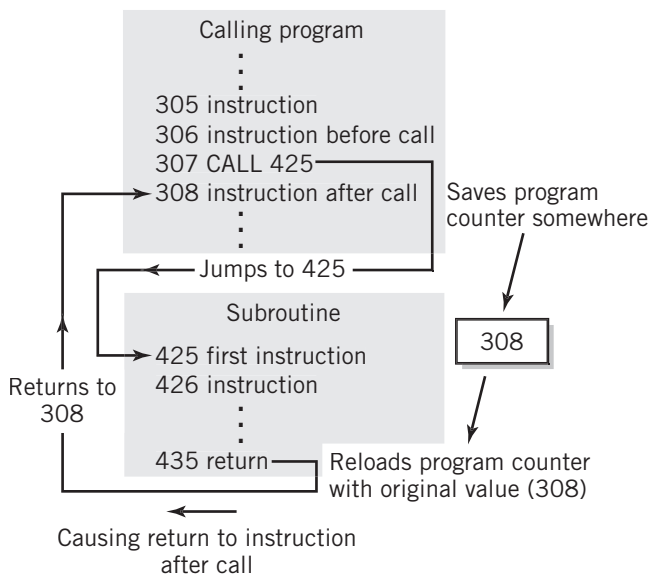 Calling program
305 instruction
306 instruction before call
307 CALL 425
308 instruction after call
Saves program
counter somewhere
Jumps to 425
Subroutine
308
425 first instruction
426 instruction
Returns to
308
435 return
Reloads program counter
with original value (308)
Causing return to instruction
after call